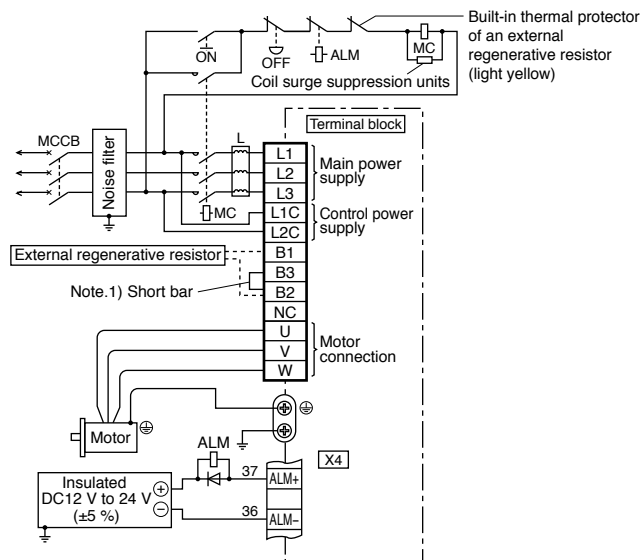 Built-in thermal protector
of an external
regenerative resistor
(light yellow)
ON
OFF
ALM
MC
Coil surge suppression units
Terminal block
MCCB
Noise filter
L
L1
L2
L3
Main power
supply
MC
L1C
L2C
Control power
supply
External regenerative resistor
B1
B3
B2
Note.1) Short bar
NC
U
V
W
Motor
connection
Motor
ALM
X4
Insulated
DC12 V to 24 V
(±5 %)
+
−
37
ALM+
36
ALM−